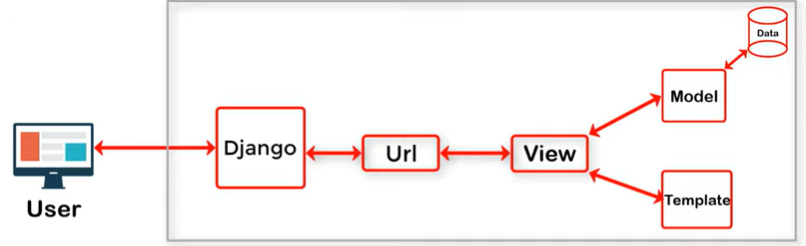 User
Django
Url
View
Model
Data
Template